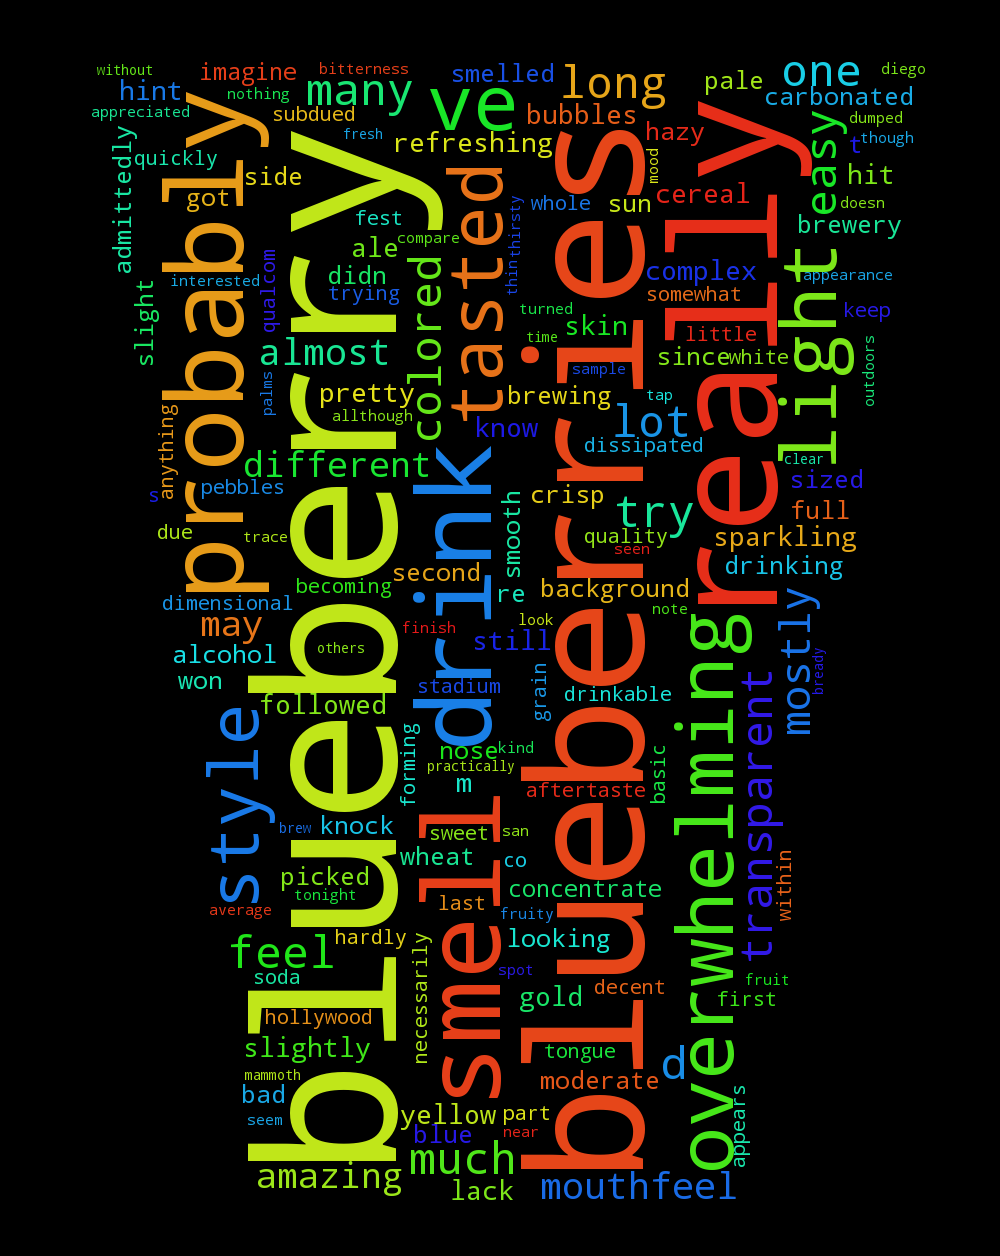 without
imagine
bitterness
smelled
long
one
diego
hint
nothing
many
ve
pale
carbonated
appreciated
subdued
fresh
refreshing
bubbles
hazy
easy
dumped
though
t
admittedly
quickly
probably
side
got
blueberry
tasted
mood
cereal
really
hit
doesn
whole
sun
brewery
fest
ale
compare
thirsty
thin
blueberries
light
interested
com
qual
didn
trying
colored
complex
somewhat
appearance
keep
slight
turned
time
skin
little
almost
since
white
outdoors
sample
palms
pretty
allthough
brewing
tap
lot
know
dissipated
anything
different
clear
s
pebbles
drink
crisp
try
sized
full
due
trace
smooth
quality
seen
sparkling
second
drinking
becoming
re
background
dimensional
note
mostly
may
finish
look
overwhelming
alcohol
others
still
bready
won
stadium
grain
drinkable
transparent
followed
style
forming
nose
kind
practically
m
basic
aftertaste
brew
knock
smell
sweet
san
wheat
co
within
picked
concentrate
tonight
last
average
fruity
hardly
looking
feel
necessarily
spot
soda
fruit
decent
gold
first
hollywood
slightly
tongue
d
mammoth
moderate
bad
appears
seem
yellow
part
blue
near
much
amazing
lack
mouthfeel